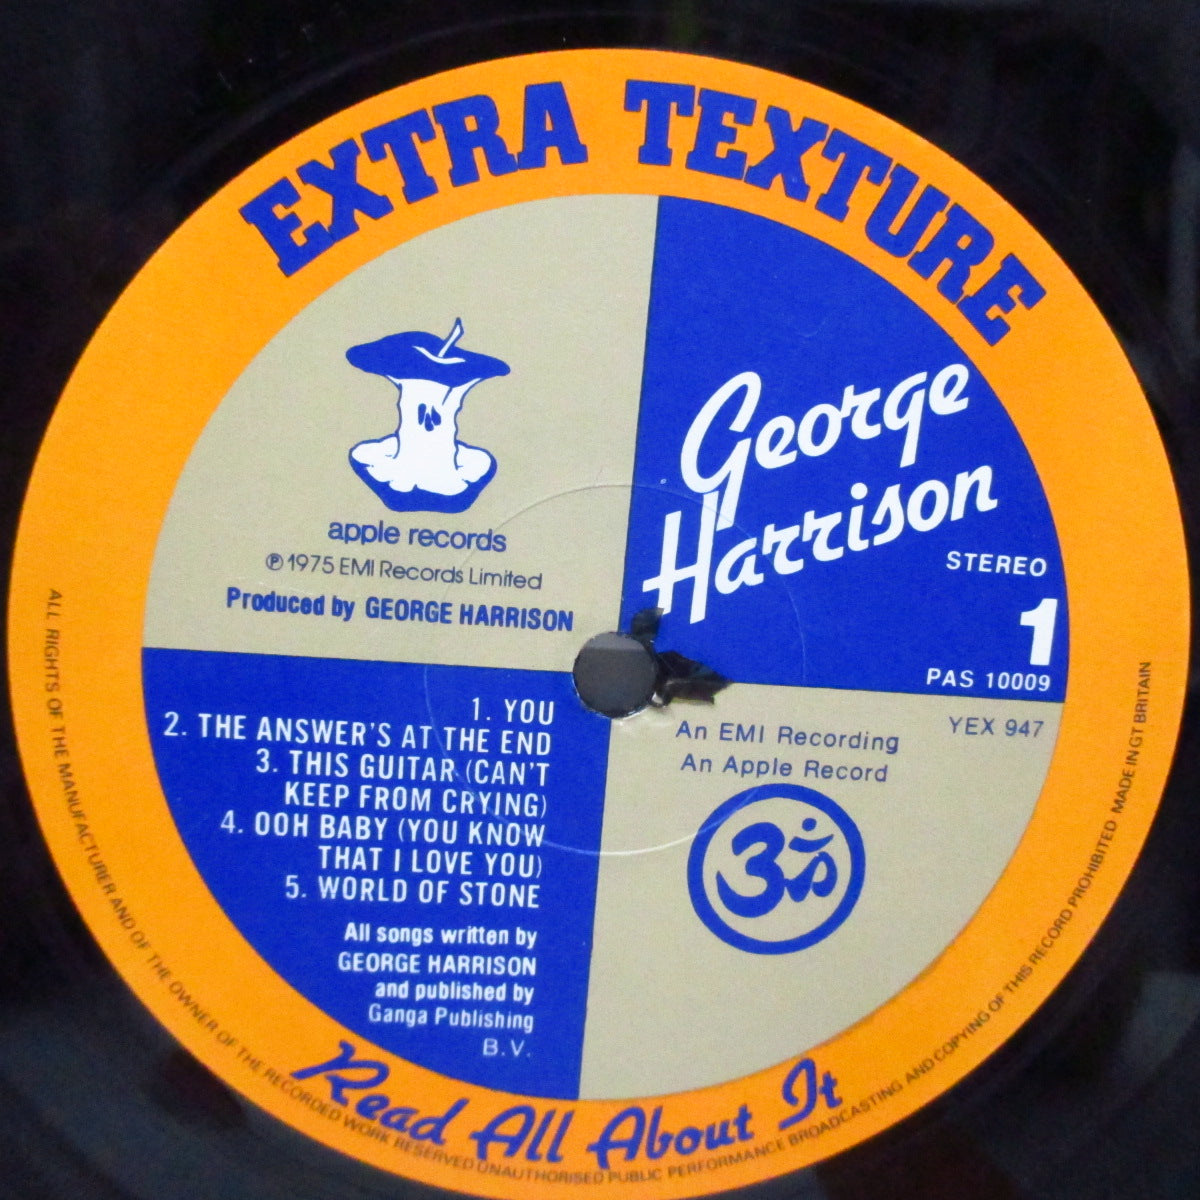 EXTRA TEXTURE
George
Harrison
STEREO
1
PAS 10009
apple records
℗ 1975 EMI Records Limited
Produced by GEORGE HARRISON
1. YOU
2. THE ANSWER'S AT THE END
3. THIS GUITAR (CAN'T
KEEP FROM CRYING)
4. OOH BABY (YOU KNOW
THAT I LOVE YOU)
5. WORLD OF STONE
All songs written by
GEORGE HARRISON
and published by
Ganga Publishing
B.V.
An EMI Recording
An Apple Record
YEX 947
ॐ
Read All About It
ALL RIGHTS OF THE MANUFACTURER AND OF THE OWNER OF THE RECORDED WORK RESERVED UNAUTHORISED PUBLIC PERFORMANCE BROADCASTING AND COPYING OF THIS RECORD PROHIBITED MADE IN GT BRITAIN